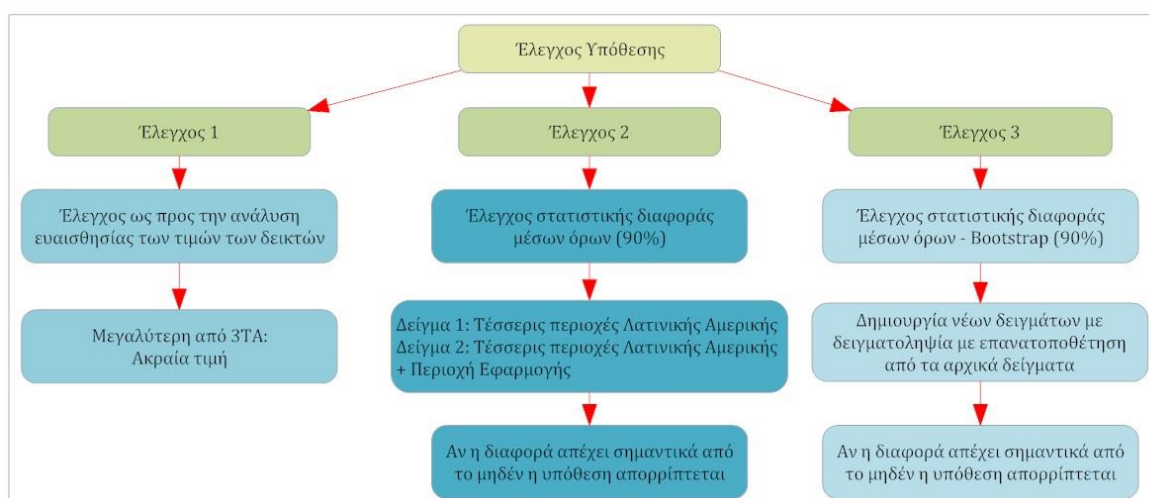 Έλεγχος Υπόθεσης
Έλεγχος 1
Έλεγχος 2
Έλεγχος 3
Έλεγχος ως προς την ανάλυση
ευαισθησίας των τιμών των δεικτών
Μεγαλύτερη από 3ΤΑ:
Ακραία τιμή
Έλεγχος στατιστικής διαφοράς
μέσων όρων (90%)
Δείγμα 1: Τέσσερις περιοχές Λατινικής Αμερικής
Δείγμα 2: Τέσσερις περιοχές Λατινικής Αμερικής
+ Περιοχή Εφαρμογής
Αν η διαφορά απέχει σημαντικά από
το μηδέν η υπόθεση απορρίπτεται
Έλεγχος στατιστικής διαφοράς
μέσων όρων - Bootstrap (90%)
Δημιουργία νέων δειγμάτων με
δειγματοληψία με επανατοποθέτηση
από τα αρχικά δείγματα
Αν η διαφορά απέχει σημαντικά από
το μηδέν η υπόθεση απορρίπτεται